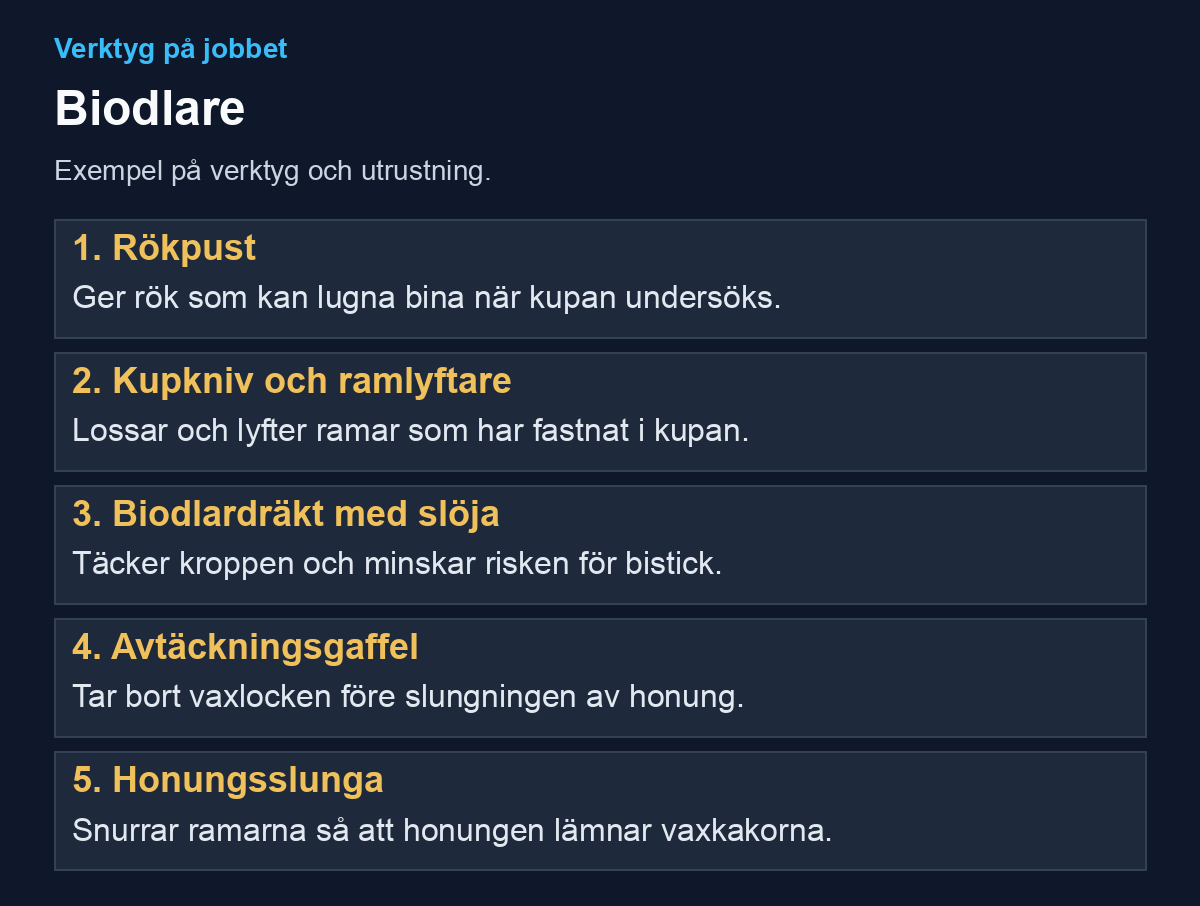 Verktyg på jobbet
Biodlare
Exempel på verktyg och utrustning.
1. Rökpust
Ger rök som kan lugna bina när kupan undersöks.
2. Kupkniv och ramlyftare
Lossar och lyfter ramar som har fastnat i kupan.
3. Biodlardräkt med slöja
Täcker kroppen och minskar risken för bistick.
4. Avtäckningsgaffel
Tar bort vaxlocken före slungningen av honung.
5. Honungsslunga
Snurrar ramarna så att honungen lämnar vaxkakorna.